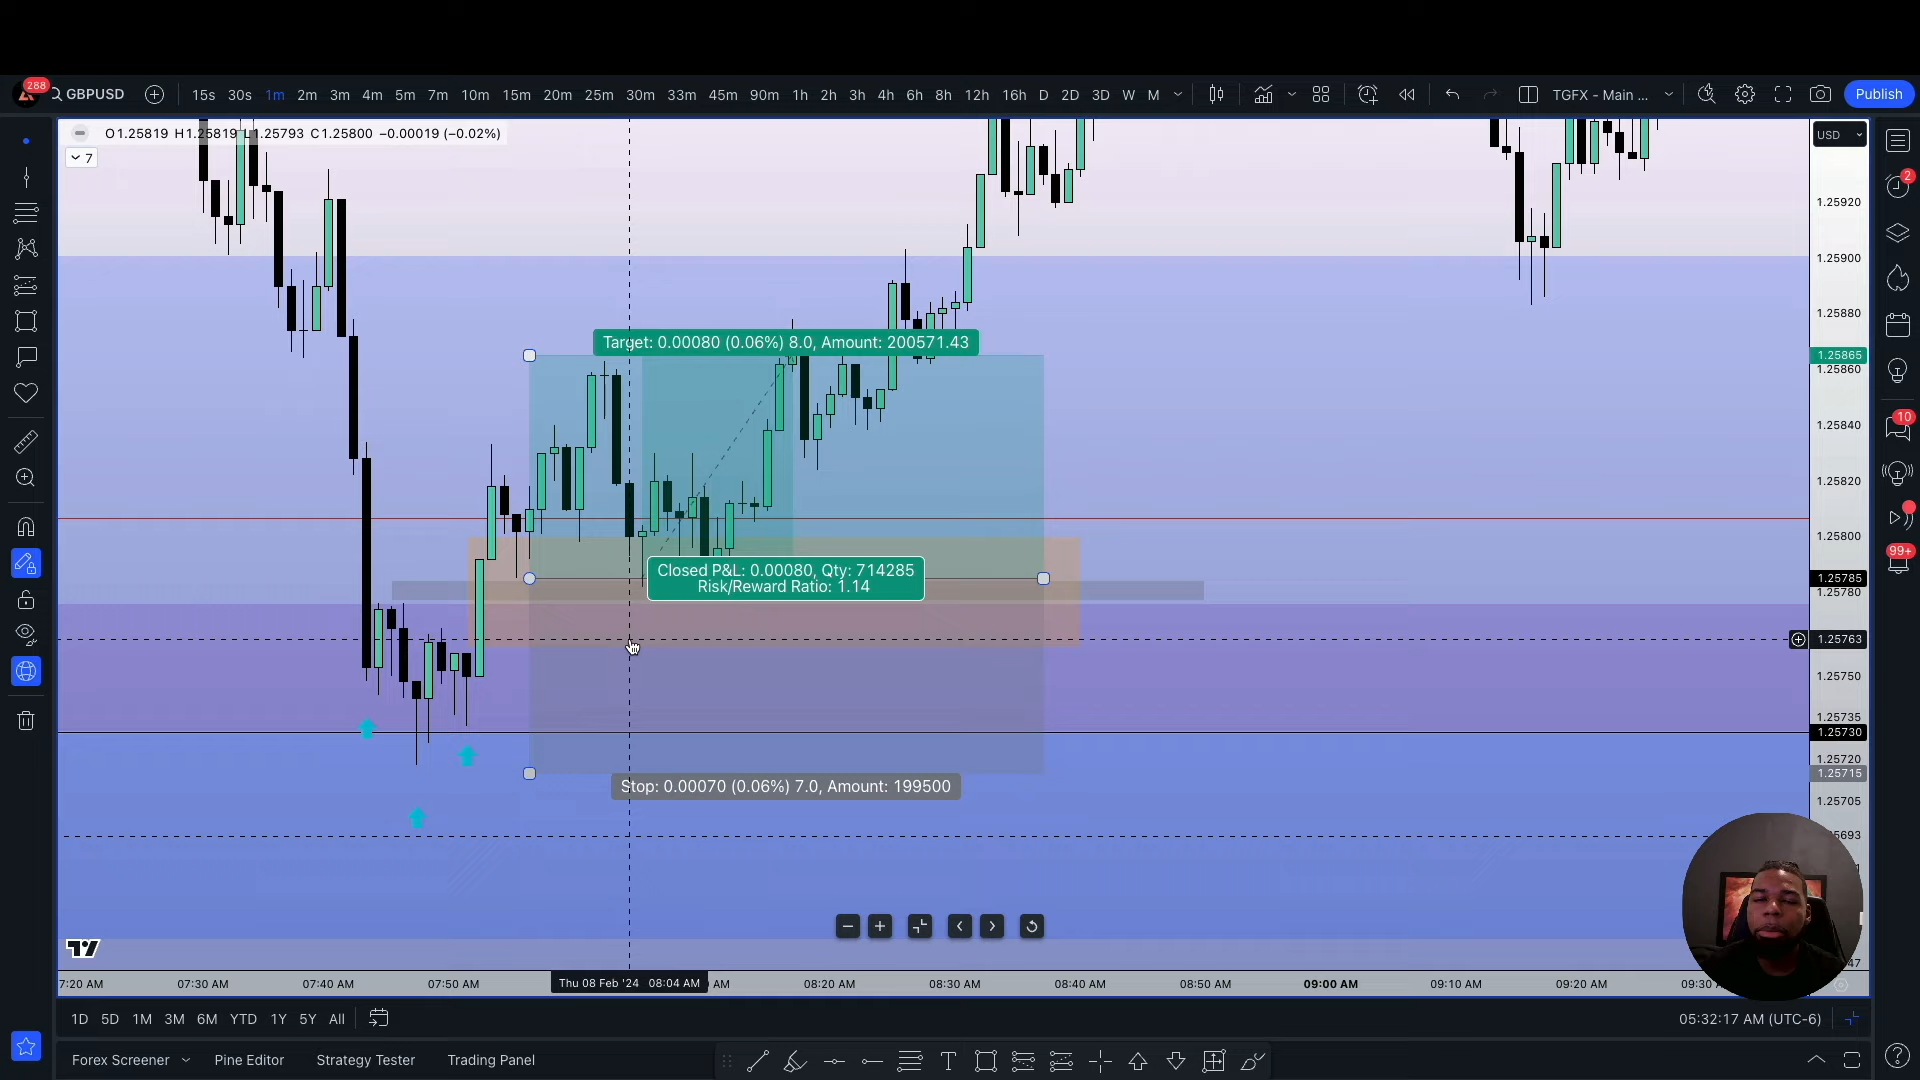 288
GBPUSD
15s 30s 1m 2m 3m 4m 5m 7m 10m 15m 20m 25m 30m 33m 45m 90m 1h 2h 3h 4h 6h 8h 12h 16h D 2D 3D W M
TGFX - Main ...
Publish
O1.25819 H1.25819 L1.25793 C1.25800 −0.00019 (−0.02%)
USD
7
2
1.25920
1.25900
1.25880
Target: 0.00080 (0.06%) 8.0, Amount: 200571.43
1.25865
1.25860
10
1.25840
1.25820
1.25800
99+
Closed P&L: 0.00080, Qty: 714285
Risk/Reward Ratio: 1.14
1.25785
1.25780
1.25763
1.25750
1.25735
1.25730
1.25720
1.25715
Stop: 0.00070 (0.06%) 7.0, Amount: 199500
1.25705
5693
47
7:20 AM 07:30 AM 07:40 AM 07:50 AM Thu 08 Feb '24 08:04 AM AM 08:20 AM 08:30 AM 08:40 AM 08:50 AM 09:00 AM 09:10 AM 09:20 AM 09:30
1D 5D 1M 3M 6M YTD 1Y 5Y All
05:32:17 AM (UTC-6)
Forex Screener Pine Editor Strategy Tester Trading Panel